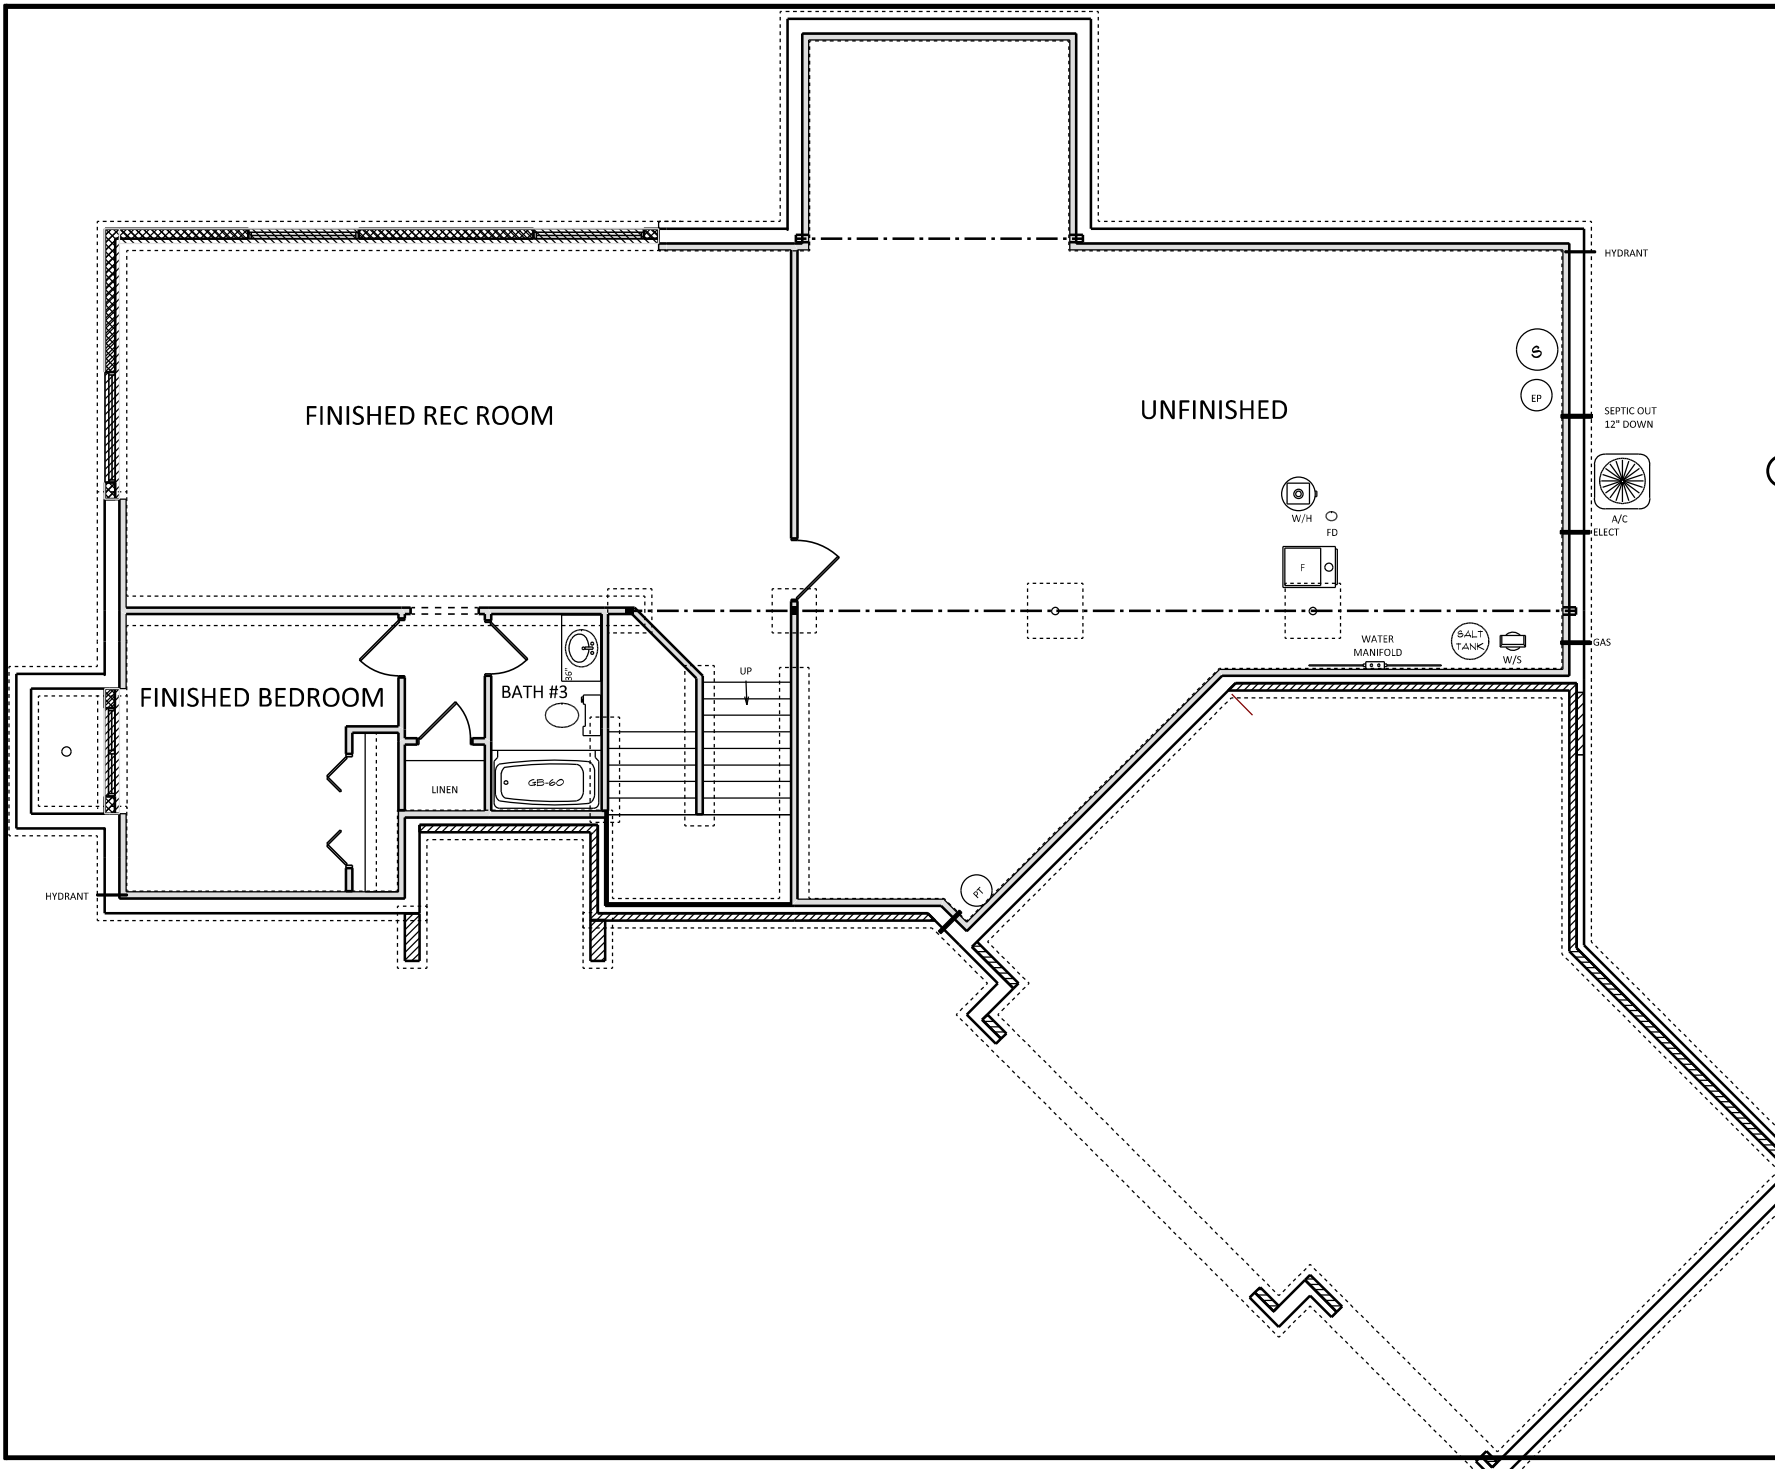 HYDRANT
S
EP
FINISHED REC ROOM
UNFINISHED
SEPTIC OUT
12" DOWN
W/H
A/C
FD
ELECT
F
SALT
TANK
WATER
MANIFOLD
GAS
W/S
UP
36"
FINISHED BEDROOM
BATH #3
GB-60
LINEN
HYDRANT
PT